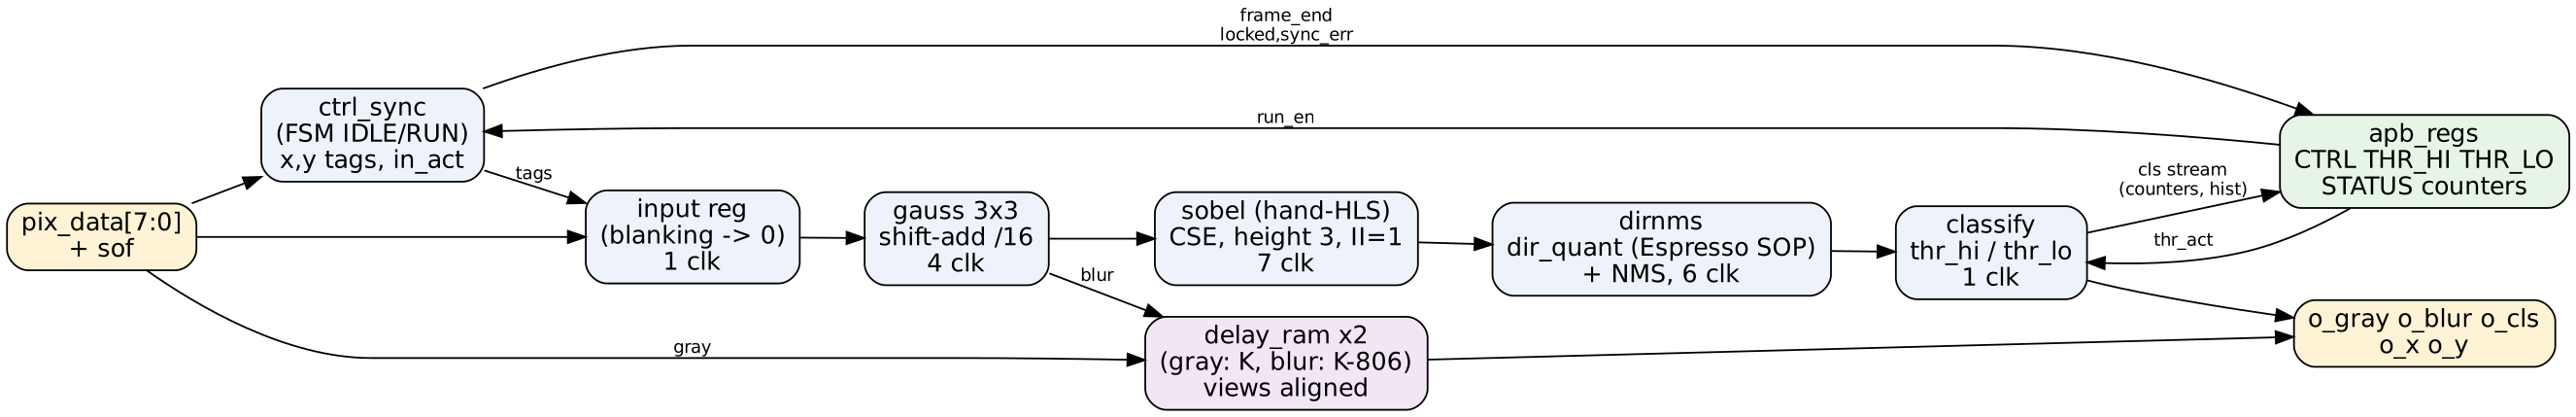 frame_end
locked,sync_err
ctrl_sync
(FSM IDLE/RUN)
x,y tags, in_act
run_en
apb_regs
CTRL THR_HI THR_LO
STATUS counters
tags
cls stream
(counters, hist)
pix_data[7:0]
+ sof
input reg
(blanking -> 0)
1 clk
gauss 3x3
shift-add /16
4 clk
sobel (hand-HLS)
CSE, height 3, II=1
7 clk
dirnms
dir_quant (Espresso SOP)
+ NMS, 6 clk
classify
thr_hi / thr_lo
1 clk
thr_act
blur
gray
delay_ram x2
(gray: K, blur: K-806)
views aligned
o_gray o_blur o_cls
o_x o_y